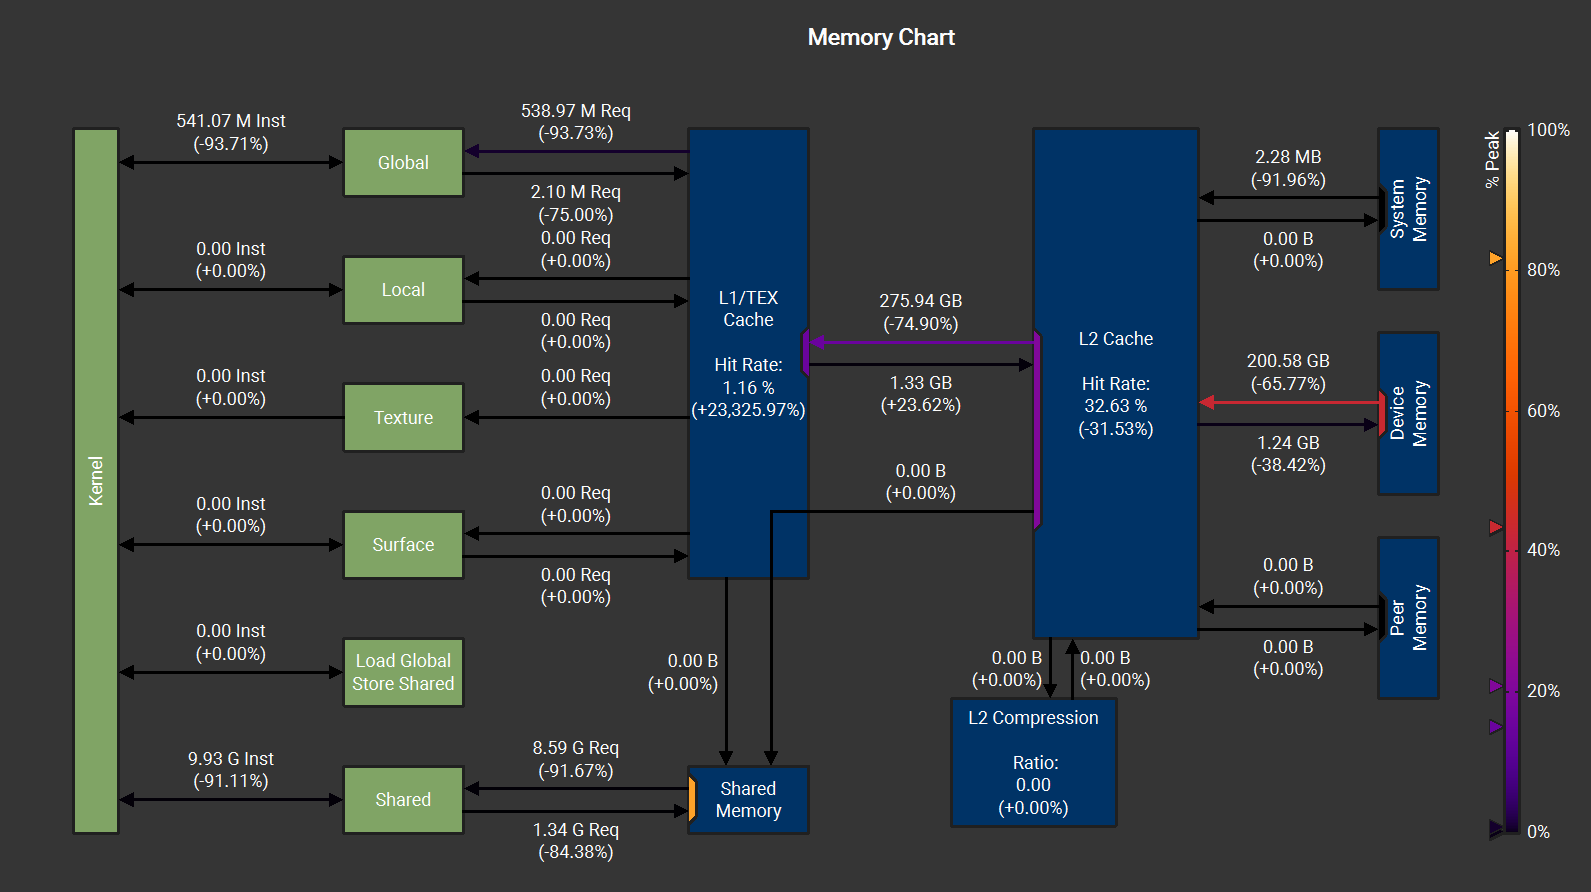 Memory Chart
Kernel
541.07 M Inst
(-93.71%)
Global
538.97 M Req
(-93.73%)
2.10 M Req
(-75.00%)
0.00 Inst
(+0.00%)
Local
0.00 Req
(+0.00%)
0.00 Req
(+0.00%)
0.00 Inst
(+0.00%)
Texture
0.00 Req
(+0.00%)
0.00 Inst
(+0.00%)
Surface
0.00 Req
(+0.00%)
0.00 Req
(+0.00%)
0.00 Inst
(+0.00%)
Load Global
Store Shared
9.93 G Inst
(-91.11%)
Shared
8.59 G Req
(-91.67%)
1.34 G Req
(-84.38%)
L1/TEX
Cache
Hit Rate:
1.16 %
(+23,325.97%)
0.00 B
(+0.00%)
Shared
Memory
275.94 GB
(-74.90%)
1.33 GB
(+23.62%)
0.00 B
(+0.00%)
L2 Cache
Hit Rate:
32.63 %
(-31.53%)
0.00 B
(+0.00%)
0.00 B
(+0.00%)
L2 Compression
Ratio:
0.00
(+0.00%)
2.28 MB
(-91.96%)
0.00 B
(+0.00%)
System
Memory
200.58 GB
(-65.77%)
1.24 GB
(-38.42%)
Device
Memory
0.00 B
(+0.00%)
0.00 B
(+0.00%)
Peer
Memory
% Peak
100%
80%
60%
40%
20%
0%